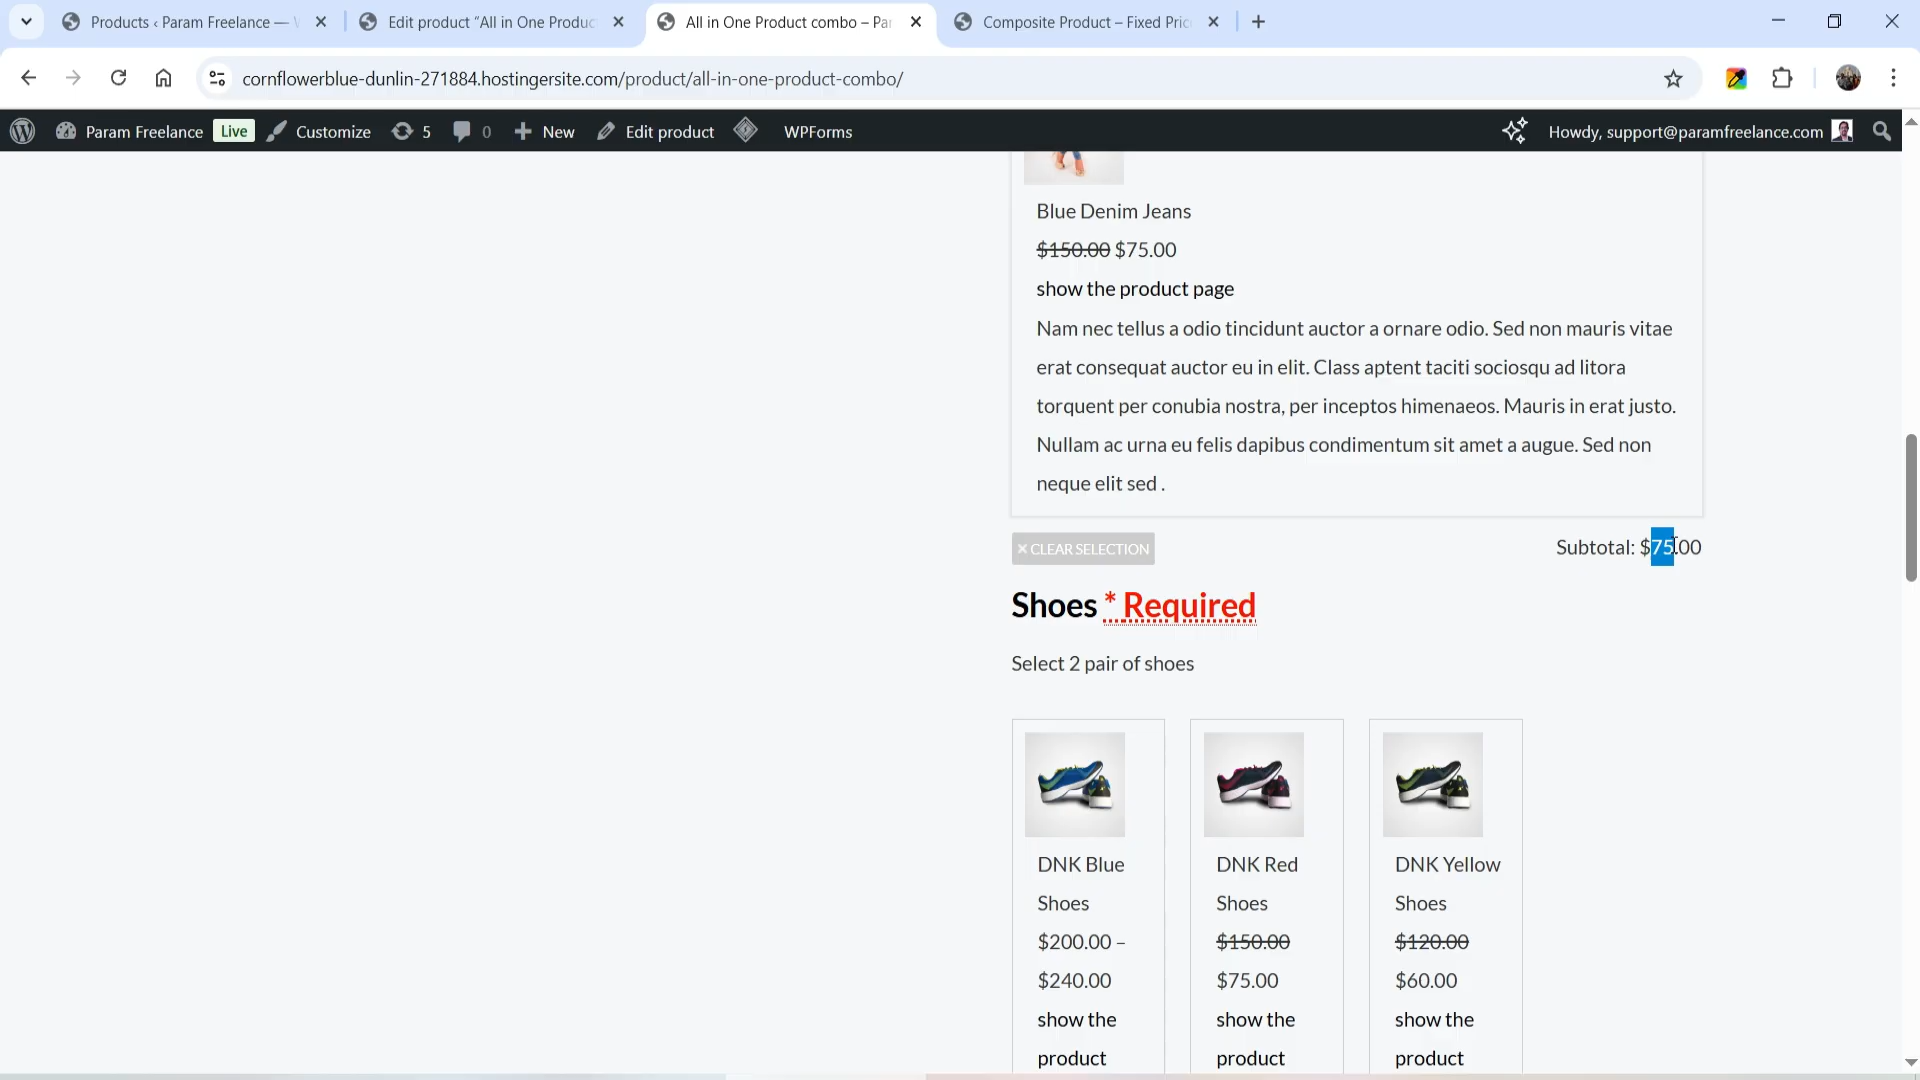 Products ‹ Param Freelance —
Edit product “All in One Produc
All in One Product combo – Pa
Composite Product – Fixed Pric
cornflowerblue-dunlin-271884.hostingersite.com/product/all-in-one-product-combo/
Param Freelance Live Customize 5 0 New Edit product WPForms Howdy, support@paramfreelance.com
Blue Denim Jeans
$150.00 $75.00
show the product page
Nam nec tellus a odio tincidunt auctor a ornare odio. Sed non mauris vitae
erat consequat auctor eu in elit. Class aptent taciti sociosqu ad litora
torquent per conubia nostra, per inceptos himenaeos. Mauris in erat justo.
Nullam ac urna eu felis dapibus condimentum sit amet a augue. Sed non
neque elit sed .
× CLEAR SELECTION
Subtotal: $75.00
Shoes * Required
Select 2 pair of shoes
DNK Blue
Shoes
$200.00 –
$240.00
show the
product
DNK Red
Shoes
$150.00
$75.00
show the
product
DNK Yellow
Shoes
$120.00
$60.00
show the
product